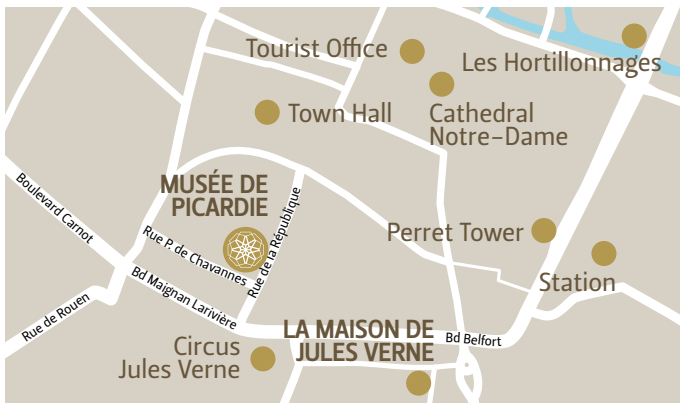 Tourist Office
Les Hortillonnages
Town Hall
Cathedral
Notre-Dame
MUSÉE DE
PICARDIE
Boulevard Carnot
Rue P. de Chavannes
Rue de la République
Perret Tower
Station
Bd Maignan Larivière
Rue de Rouen
LA MAISON DE
JULES VERNE
Bd Belfort
Circus
Jules Verne